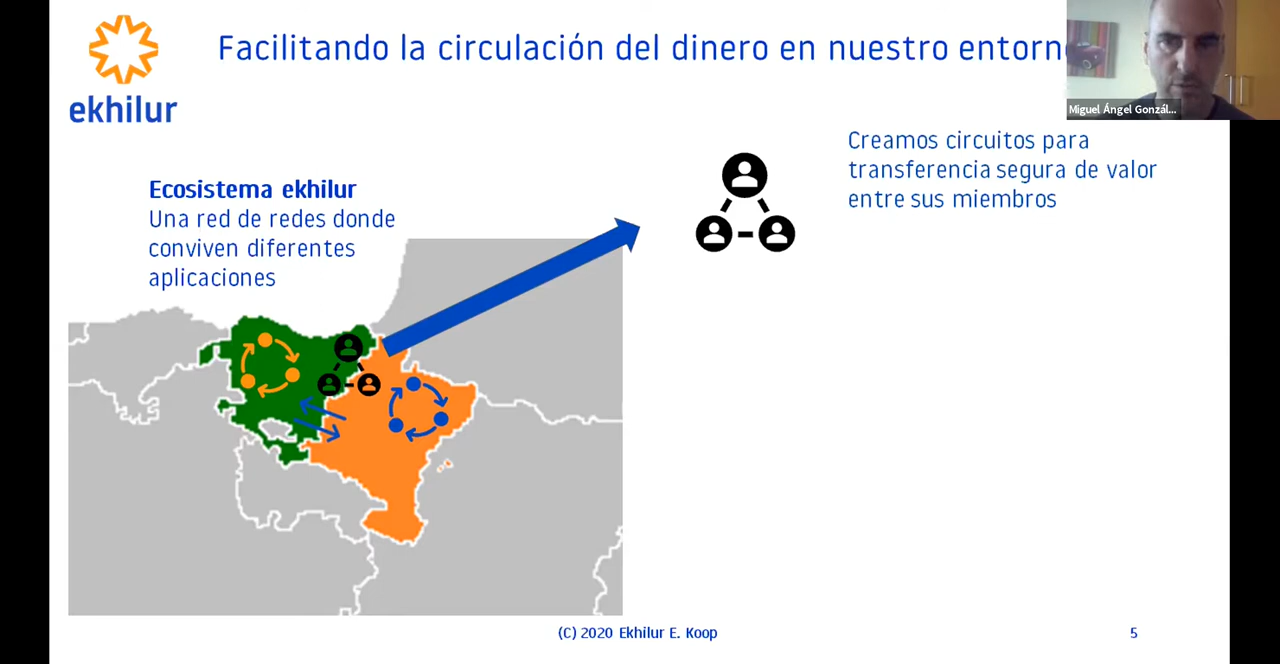 Facilitando la circulación del dinero en nuestro entorno
ekhilur
Miguel Ángel Gonzál...
Creamos circuitos para
transferencia segura de valor
entre sus miembros
Ecosistema ekhilur
Una red de redes donde
conviven diferentes
aplicaciones
(C) 2020 Ekhilur E. Koop
5